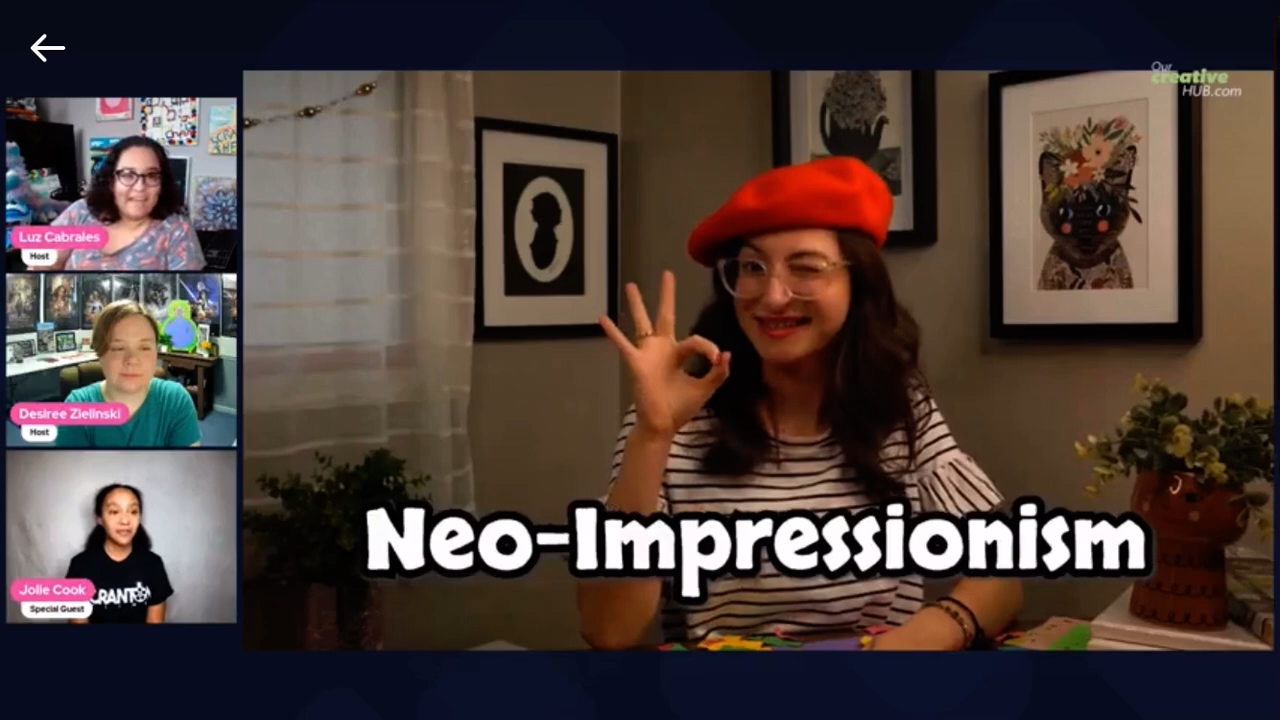 Our
creative
HUB.com
Luz Cabrales
Host
Desiree Zielinski
Host
Jolie Cook
Special Guest
Neo-Impressionism